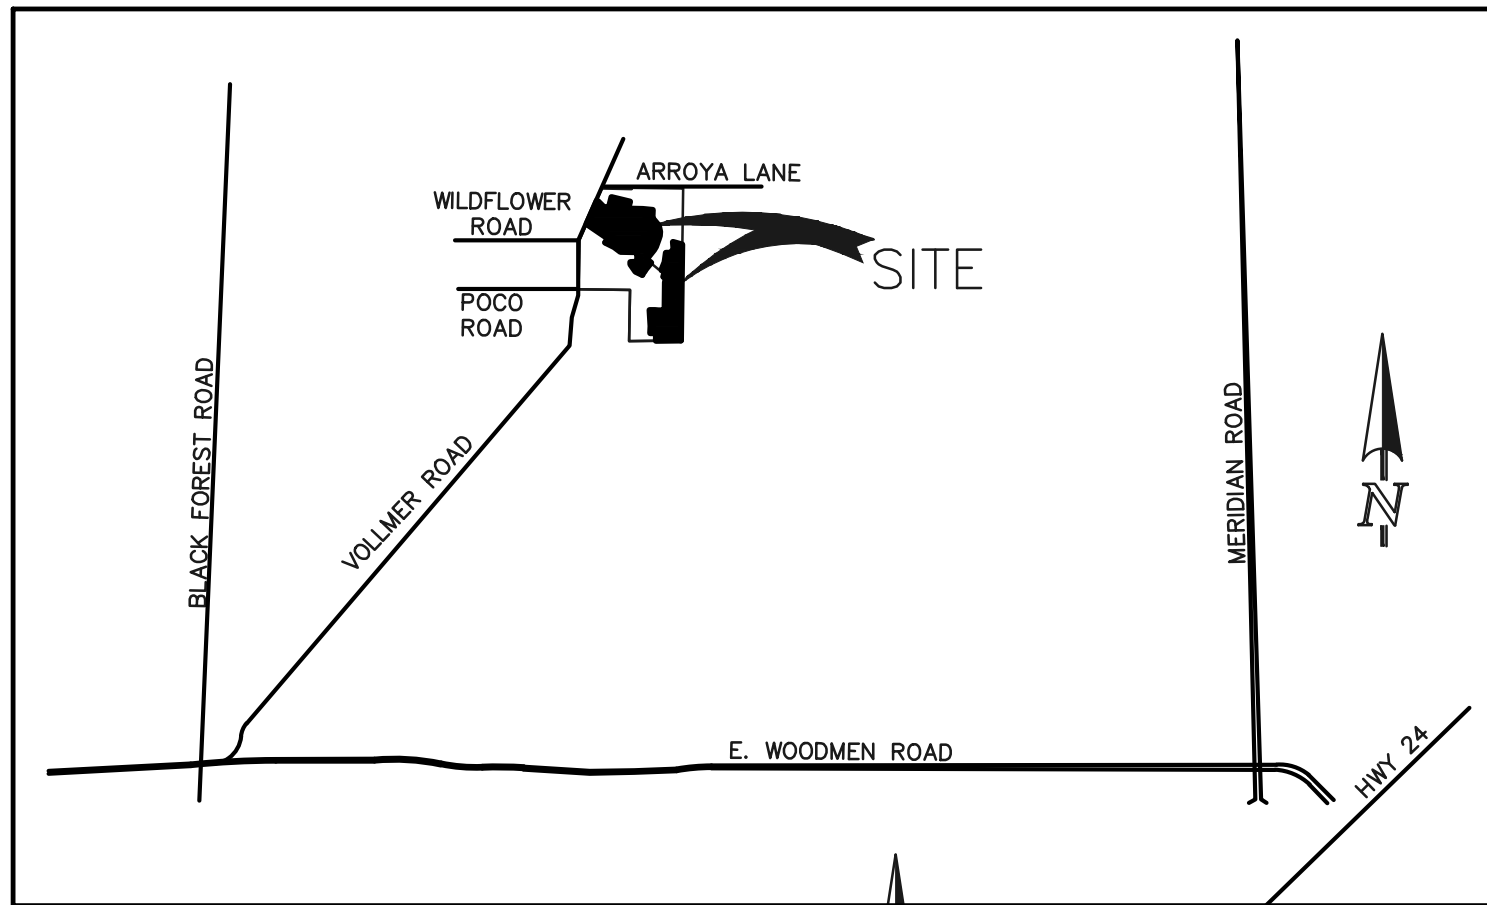 ARROYA LANE
WILDFLOWER
ROAD
SITE
POCO
ROAD
BLACK FOREST ROAD
VOLLMER ROAD
MERIDIAN ROAD
N
E. WOODMEN ROAD
HWY 24